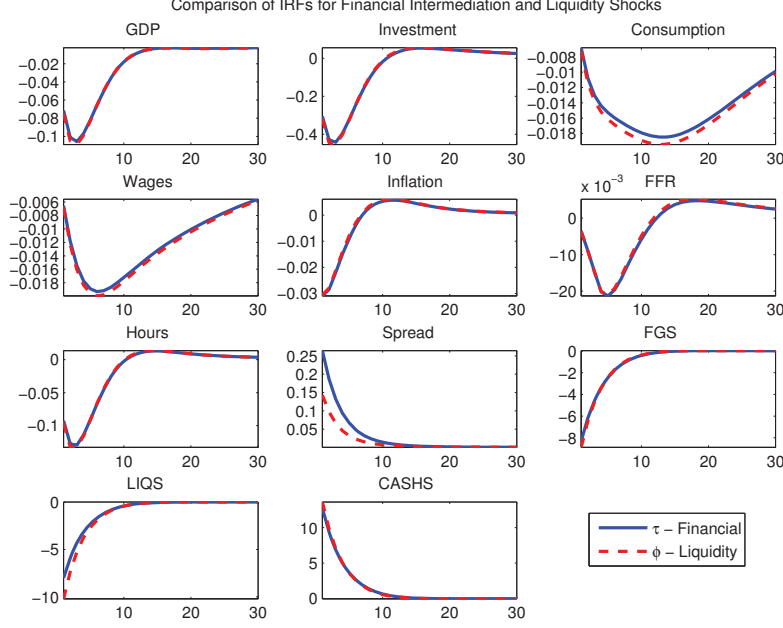 Comparison of IRFs for Financial Intermediation and Liquidity Shocks
GDP
−0.02
−0.04
−0.06
−0.08
−0.1
10 20 30
Investment
0
−0.2
−0.4
10 20 30
Consumption
−0.008
−0.01
−0.012
−0.014
−0.016
−0.018
10 20 30
Wages
−0.006
−0.008
−0.01
−0.012
−0.014
−0.016
−0.018
10 20 30
Inflation
0
−0.01
−0.02
−0.03
10 20 30
FFR
x 10⁻³
0
−10
−20
10 20 30
Hours
0
−0.05
−0.1
10 20 30
Spread
0.25
0.2
0.15
0.1
0.05
10 20 30
FGS
0
−2
−4
−6
−8
10 20 30
LIQS
0
−5
−10
10 20 30
CASHS
10
5
0
10 20 30
τ − Financial
ϕ − Liquidity